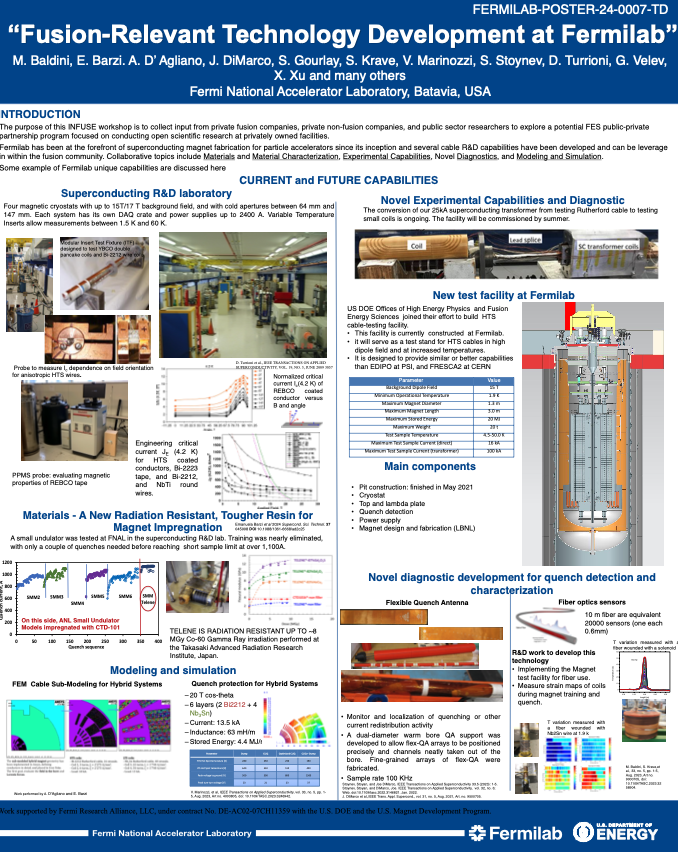 FERMILAB-POSTER-24-0007-TD
“Fusion-Relevant Technology Development at Fermilab”
M. Baldini, E. Barzi. A. D’ Agliano, J. DiMarco, S. Gourlay, S. Krave, V. Marinozzi, S. Stoynev, D. Turrioni, G. Velev,
X. Xu and many others
Fermi National Accelerator Laboratory, Batavia, USA
NTRODUCTION
The purpose of this INFUSE workshop is to collect input from private fusion companies, private non-fusion companies, and public sector researchers to explore a potential FES public-private
partnership program focused on conducting open scientific research at privately owned facilities.
Fermilab has been at the forefront of superconducting magnet fabrication for particle accelerators since its inception and several cable R&D capabilities have been developed and can be leverage
in within the fusion community. Collaborative topics include Materials and Material Characterization, Experimental Capabilities, Novel Diagnostics, and Modeling and Simulation.
Some example of Fermilab unique capabilities are discussed here
CURRENT and FUTURE CAPABILITIES
Superconducting R&D laboratory
Four magnetic cryostats with up to 15T/17 T background field, and with cold apertures between 64 mm and
147 mm. Each system has its own DAQ crate and power supplies up to 2400 A. Variable Temperature
Inserts allow measurements between 1.5 K and 60 K.
Modular Insert Test Fixture (ITF)
designed to test YBCO double
pancake coils and Bi-2212 wire coils
Probe to measure Ic dependence on field orientation
for anisotropic HTS wires.
PPMS probe: evaluating magnetic
properties of REBCO tape
D. Turrioni et al., IEEE TRANSACTIONS ON APPLIED
SUPERCONDUCTIVITY, VOL. 19, NO. 3, JUNE 2009 3057
Normalized critical
current Ic(4.2 K) of
REBCO coated
conductor versus
B and angle
Engineering critical
current JE (4.2 K)
for HTS coated
conductors, Bi-2223
tape, and Bi-2212,
and NbTi round
wires.
Materials - A New Radiation Resistant, Tougher Resin for
Magnet Impregnation
Emanuela Barzi et al 2024 Supercond. Sci. Technol. 37
A small undulator was tested at FNAL in the superconducting R&D lab. Training was nearly eliminated,
with only a couple of quenches needed before reaching short sample limit at over 1,100A.
1200
1000
800
600
400
200
0
SMM2
SMM3
SMM4
SMM5
SMM6
SMM
Telene
On this side, ANL Small Undulator
Models impregnated with CTD-101
0 50 100 150 200 250 300 350 400
Quench sequence
TELENE IS RADIATION RESISTANT UP TO ~8
MGy Co-60 Gamma Ray irradiation performed at
the Takasaki Advanced Radiation Research
Institute, Japan.
Modeling and simulation
FEM Cable Sub-Modeling for Hybrid Systems
Work performed by A. D'Agliano and E. Barzi
Quench protection for Hybrid Systems
– 20 T cos-theta
– 6 layers (2 Bi2212 + 4
Nb3Sn)
– Current: 13.5 kA
– Inductance: 63 mH/m
– Stored Energy: 4.4 MJ/m
Novel Experimental Capabilities and Diagnostic
The conversion of our 25kA superconducting transformer from testing Rutherford cable to testing
small coils is ongoing. The facility will be commissioned by summer.
Coil
Lead splice
SC transformer coils
New test facility at Fermilab
US DOE Offices of High Energy Physics and Fusion
Energy Sciences joined their effort to build HTS
cable-testing facility.
• This facility is currently constructed at Fermilab.
• It will serve as a test stand for HTS cables in high
dipole field and at increased temperatures.
• It is designed to provide similar or better capabilities
than EDIPO at PSI, and FRESCA2 at CERN
Parameter Value
Background Dipole Field 15 T
Minimum Operational Temperature 1.9 K
Maximum Magnet Diameter 1.3 m
Maximum Magnet Length 3.0 m
Maximum Stored Energy 20 MJ
Maximum Weight 20 t
Test Sample Temperature 4.5-50.0 K
Maximum Test Sample Current (direct) 16 kA
Maximum Test Sample Current (transformer) 100 kA
Main components
• Pit construction: finished in May 2021
• Cryostat
• Top and lambda plate
• Quench detection
• Power supply
• Magnet design and fabrication (LBNL)
Novel diagnostic development for quench detection and
characterization
Flexible Quench Antenna
• Monitor and localization of quenching or other
current redistribution activity
• A dual-diameter warm bore QA support was
developed to allow flex-QA arrays to be positioned
precisely and channels neatly taken out of the
bore. Fine-grained arrays of flex-QA were
fabricated.
• Sample rate 100 KHz
Fiber optics sensors
10 m fiber are equivalent
20000 sensors (one each
0.6mm)
R&D work to develop this
technology
• Implementing the Magnet
test facility for fiber use.
• Measure strain maps of coils
during magnet training and
quench.
T variation measured with a
fiber wounded with a solenoid
T variation measured with
a fiber wounded with
Nb3Sn wire at 1.9 k
Work supported by Fermi Research Alliance, LLC, under contract No. DE-AC02-07CH11359 with the U.S. DOE and the U.S. Magnet Development Program.
Fermi National Accelerator Laboratory
Fermilab
U.S. DEPARTMENT OF
ENERGY